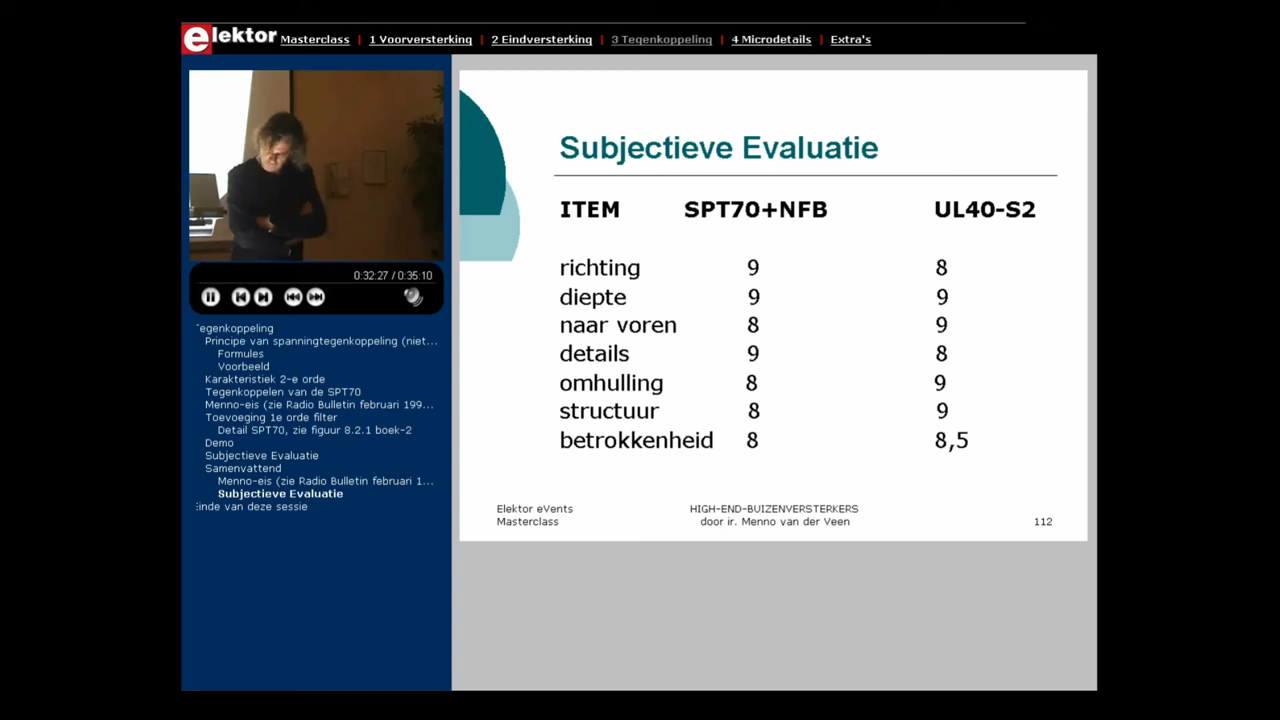 elektor Masterclass | 1 Voorversterking | 2 Eindversterking | 3 Tegenkoppeling | 4 Microdetails | Extra's
0:32:27 / 0:35:10
egenkoppeling
Principe van spanningtegenkoppeling (niet...
Formules
Voorbeeld
Karakteristiek 2-e orde
Tegenkoppelen van de SPT70
Menno-eis (zie Radio Bulletin februari 199...
Toevoeging 1e orde filter
Detail SPT70, zie figuur 8.2.1 boek-2
Demo
Subjectieve Evaluatie
Samenvattend
Menno-eis (zie Radio Bulletin februari 1...
Subjectieve Evaluatie
Einde van deze sessie
Subjectieve Evaluatie
ITEM SPT70+NFB UL40-S2
richting 9 8
diepte 9 9
naar voren 8 9
details 9 8
omhulling 8 9
structuur 8 9
betrokkenheid 8 8,5
Elektor eVents
Masterclass
HIGH-END-BUIZENVERSTERKERS
door ir. Menno van der Veen
112